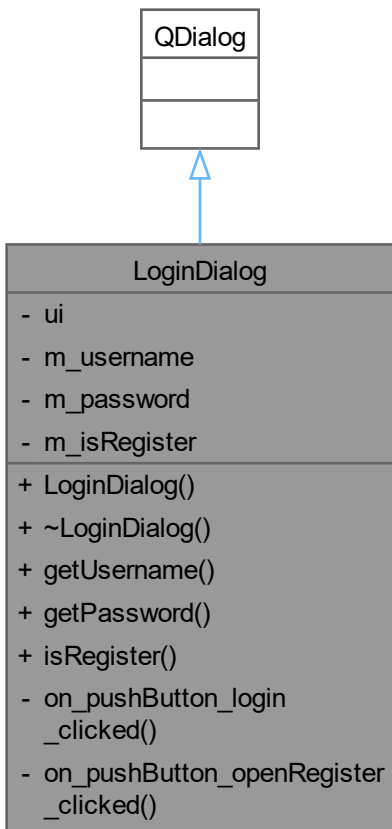 QDialog
LoginDialog
- ui
- m_username
- m_password
- m_isRegister
+ LoginDialog()
+ ~LoginDialog()
+ getUsername()
+ getPassword()
+ isRegister()
- on_pushButton_login
_clicked()
- on_pushButton_openRegister
_clicked()